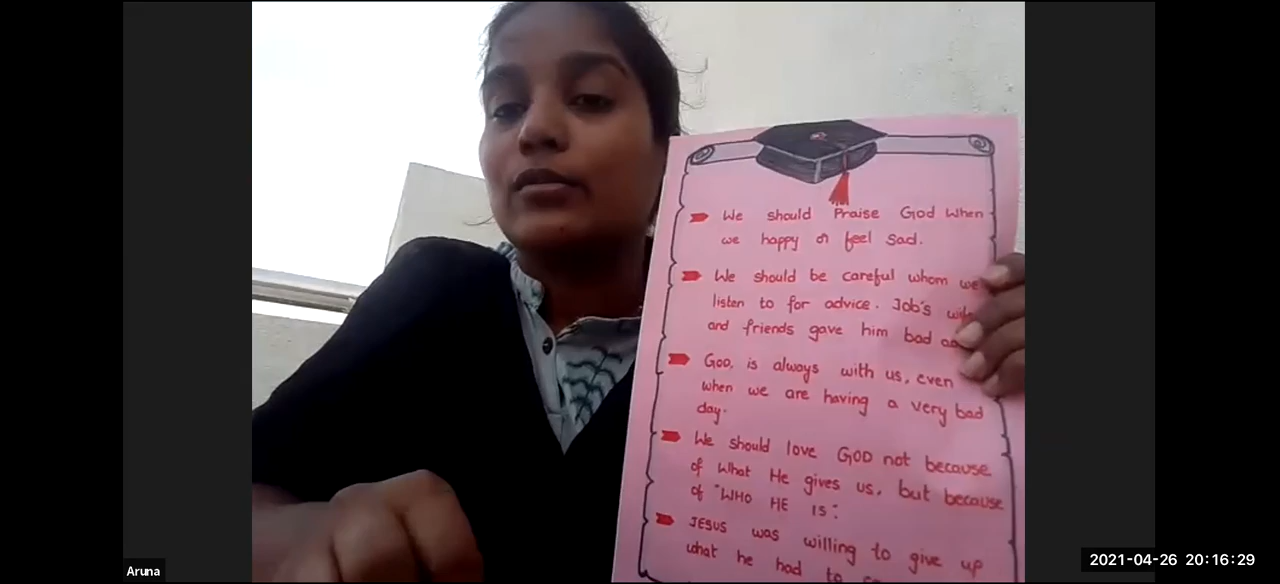 We should Praise God When
we happy or feel sad.
We should be careful whom we
listen to for advice. Job's wife
and friends gave him bad
GOD, is always with us, even
when we are having a very bad
day.
We should love GOD not because
of What He gives us, but because
of "WHO HE IS".
JESUS was willing to give up
what he had to
Aruna
2021-04-26 20:16:29